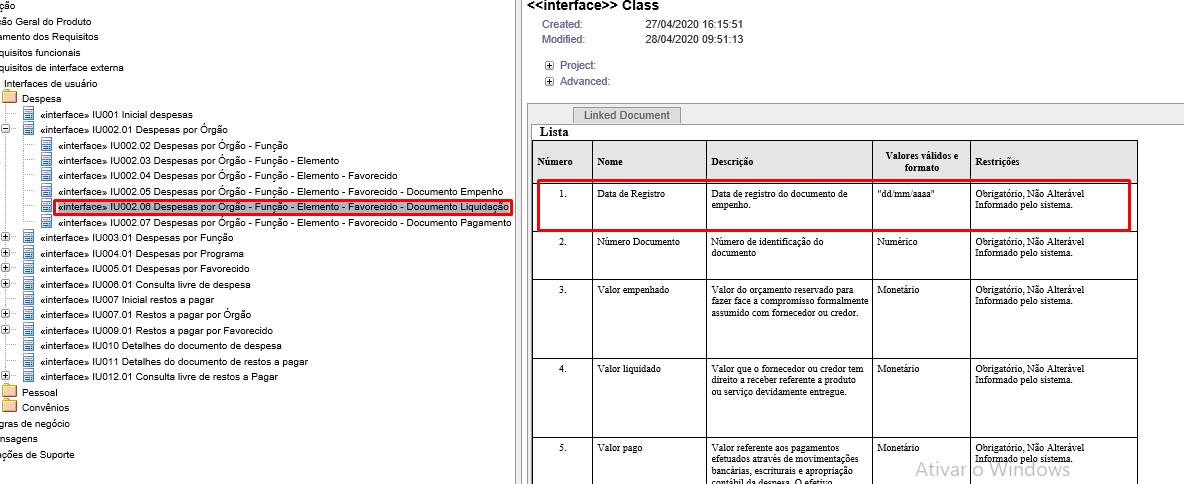 ção
ção Geral do Produto
amento dos Requisitos
quisitos funcionais
quisitos de interface externa
Interfaces de usuário
Despesa
«interface» IU001 Inicial despesas
«interface» IU002.01 Despesas por Órgão
«interface» IU002.02 Despesas por Órgão - Função
«interface» IU002.03 Despesas por Órgão - Função - Elemento
«interface» IU002.04 Despesas por Órgão - Função - Elemento - Favorecido
«interface» IU002.05 Despesas por Órgão - Função - Elemento - Favorecido - Documento Empenho
«interface» IU002.06 Despesas por Órgão - Função - Elemento - Favorecido - Documento Liquidação
«interface» IU002.07 Despesas por Órgão - Função - Elemento - Favorecido - Documento Pagamento
«interface» IU003.01 Despesas por Função
«interface» IU004.01 Despesas por Programa
«interface» IU005.01 Despesas por Favorecido
«interface» IU006.01 Consulta livre de despesa
«interface» IU007 Inicial restos a pagar
«interface» IU007.01 Restos a pagar por Órgão
«interface» IU009.01 Restos a pagar por Favorecido
«interface» IU010 Detalhes do documento de despesa
«interface» IU011 Detalhes do documento de restos a pagar
«interface» IU012.01 Consulta livre de restos a Pagar
Pessoal
Convênios
gras de negócio
nsagens
ações de Suporte
<<interface>> Class
Created: 27/04/2020 16:15:51
Modified: 28/04/2020 09:51:13
Project:
Advanced:
Linked Document
Lista
Número Nome Descrição Valores válidos e formato Restrições
1. Data de Registro Data de registro do documento de "dd/mm/aaaa" Obrigatório, Não Alterável
empenho. Informado pelo sistema.
2. Número Documento Número de identificação do Numérico Obrigatório, Não Alterável
documento Informado pelo sistema.
3. Valor empenhado Valor do orçamento reservado para Monetário Obrigatório, Não Alterável
fazer face a compromisso formalmente Informado pelo sistema.
assumido com fornecedor ou credor.
4. Valor liquidado Valor que o fornecedor ou credor tem Monetário Obrigatório, Não Alterável
direito a receber referente a produto Informado pelo sistema.
ou serviço devidamente entregue.
5. Valor pago Valor referente aos pagamentos Monetário Obrigatório, Não Alterável
efetuados através de movimentações Informado pelo sistema.
bancárias, escriturais e apropriação
contábil da despesa. O efetivo
Ativar o Windows